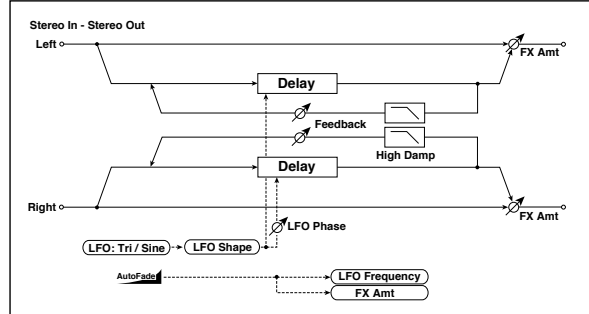 Stereo In - Stereo Out
Left
FX Amt
Delay
Feedback
High Damp
Delay
LFO Phase
Right
FX Amt
LFO: Tri / Sine
LFO Shape
AutoFade
LFO Frequency
FX Amt